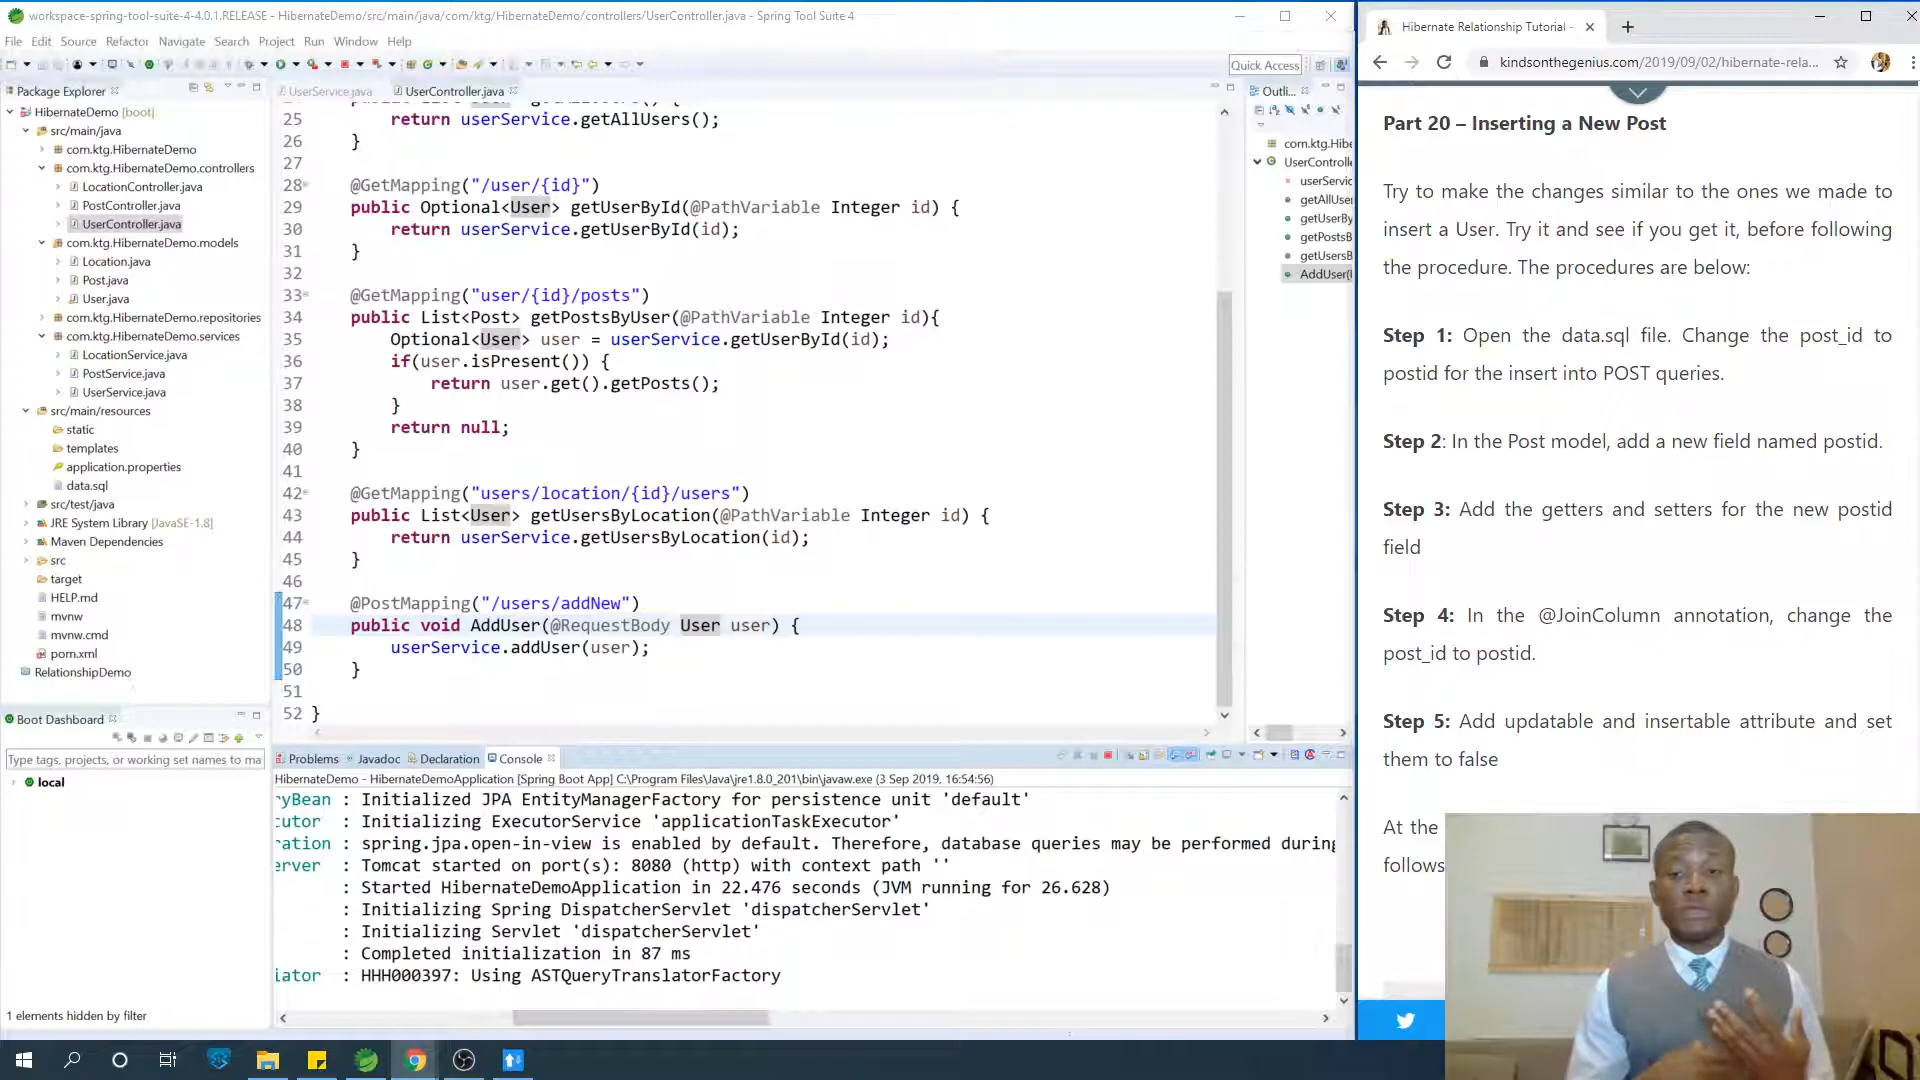 workspace-spring-tool-suite-4-4.0.1.RELEASE - HibernateDemo/src/main/java/com/ktg/HibernateDemo/controllers/UserController.java - Spring Tool Suite 4
File Edit Source Refactor Navigate Search Project Run Window Help
Quick Access
Package Explorer
HibernateDemo [boot]
src/main/java
com.ktg.HibernateDemo
com.ktg.HibernateDemo.controllers
LocationController.java
PostController.java
UserController.java
com.ktg.HibernateDemo.models
Location.java
Post.java
User.java
com.ktg.HibernateDemo.repositories
com.ktg.HibernateDemo.services
LocationService.java
PostService.java
UserService.java
src/main/resources
static
templates
application.properties
data.sql
src/test/java
JRE System Library [JavaSE-1.8]
Maven Dependencies
src
target
HELP.md
mvnw
mvnw.cmd
pom.xml
RelationshipDemo
Boot Dashboard
Type tags, projects, or working set names to ma
local
1 elements hidden by filter
UserService.java UserController.java
25 return userService.getAllUsers();
26 }
27
28 @GetMapping("/user/{id}")
29 public Optional<User> getUserById(@PathVariable Integer id) {
30 return userService.getUserById(id);
31 }
32
33 @GetMapping("user/{id}/posts")
34 public List<Post> getPostsByUser(@PathVariable Integer id){
35 Optional<User> user = userService.getUserById(id);
36 if(user.isPresent()) {
37 return user.get().getPosts();
38 }
39 return null;
40 }
41
42 @GetMapping("users/location/{id}/users")
43 public List<User> getUsersByLocation(@PathVariable Integer id) {
44 return userService.getUsersByLocation(id);
45 }
46
47 @PostMapping("/users/addNew")
48 public void AddUser(@RequestBody User user) {
49 userService.addUser(user);
50 }
51
52 }
Outli...
com.ktg.Hibe
UserControlle
userServic
getAllUse
getUserBy
getPostsB
getUsersB
AddUser(
Problems Javadoc Declaration Console
HibernateDemo - HibernateDemoApplication [Spring Boot App] C:\Program Files\Java\jre1.8.0_201\bin\javaw.exe (3 Sep 2019, 16:54:56)
ryBean : Initialized JPA EntityManagerFactory for persistence unit 'default'
cutor : Initializing ExecutorService 'applicationTaskExecutor'
ration : spring.jpa.open-in-view is enabled by default. Therefore, database queries may be performed during
erver : Tomcat started on port(s): 8080 (http) with context path ''
: Started HibernateDemoApplication in 22.476 seconds (JVM running for 26.628)
: Initializing Spring DispatcherServlet 'dispatcherServlet'
: Initializing Servlet 'dispatcherServlet'
: Completed initialization in 87 ms
iator : HHH000397: Using ASTQueryTranslatorFactory
Hibernate Relationship Tutorial -
kindsonthegenius.com/2019/09/02/hibernate-rela...
Part 20 – Inserting a New Post
Try to make the changes similar to the ones we made to
insert a User. Try it and see if you get it, before following
the procedure. The procedures are below:
Step 1: Open the data.sql file. Change the post_id to
postid for the insert into POST queries.
Step 2: In the Post model, add a new field named postid.
Step 3: Add the getters and setters for the new postid
field
Step 4: In the @JoinColumn annotation, change the
post_id to postid.
Step 5: Add updatable and insertable attribute and set
them to false
At the
follows